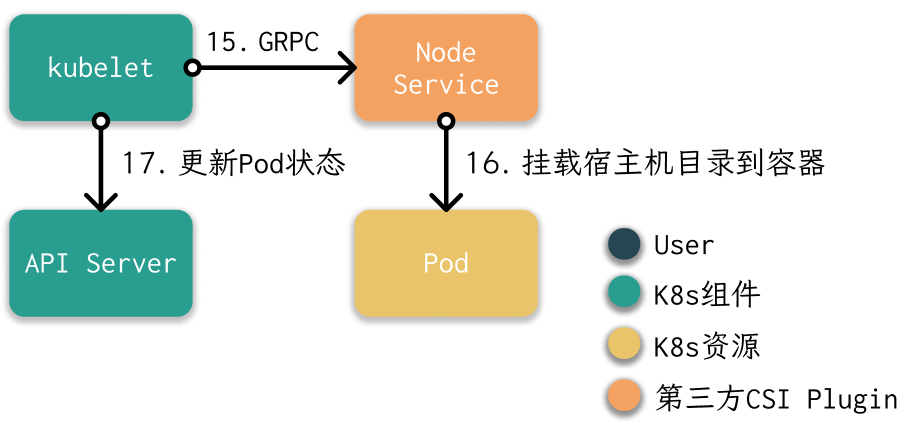 15. GRPC
kubelet
Node
Service
17. 更新Pod状态
16. 挂载宿主机目录到容器
API Server
Pod
User
K8s组件
K8s资源
第三方CSI Plugin